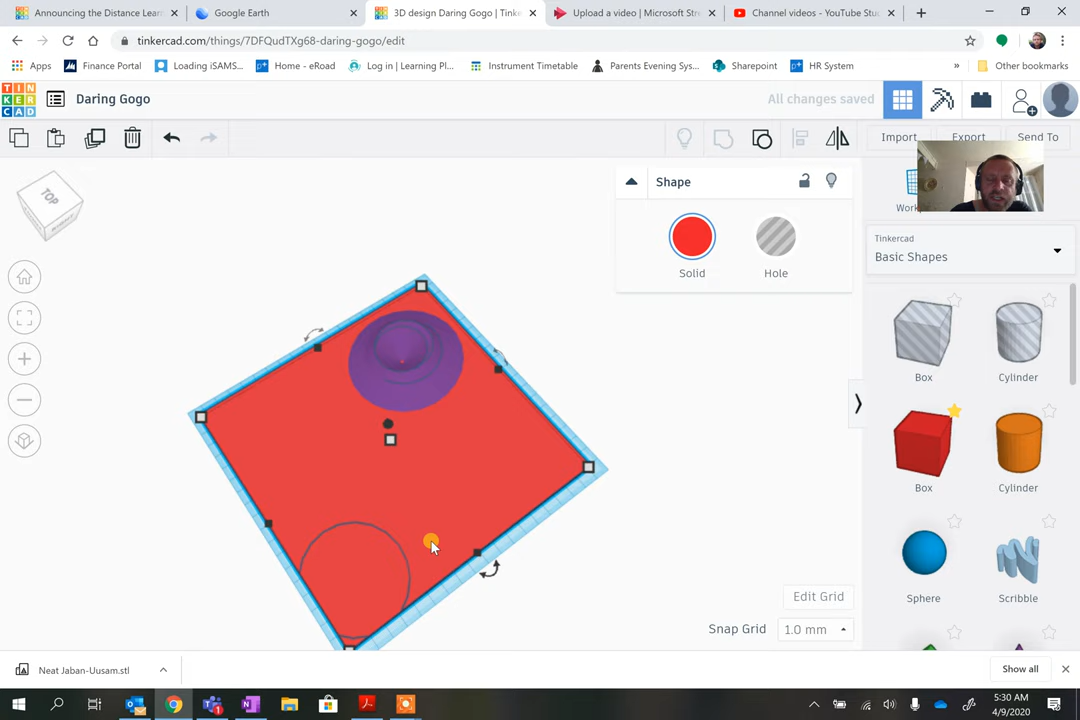 Announcing the Distance Lear
Google Earth
3D design Daring Gogo | Tinke
Upload a video | Microsoft Stre
Channel videos - YouTube Stu
tinkercad.com/things/7DFQudTXg68-daring-gogo/edit
Apps
Finance Portal
Loading iSAMS...
Home - eRoad
Log in | Learning Pl...
Instrument Timetable
Parents Evening Sys...
Sharepoint
HR System
»
Other bookmarks
TIN
KER
CAD
Daring Gogo
All changes saved
Import
Export
Send To
TOP
Shape
Solid
Hole
Work
Tinkercad
Basic Shapes
Box
Cylinder
Box
Cylinder
Sphere
Scribble
Edit Grid
Snap Grid
1.0 mm
Neat Jaban-Uusam.stl
Show all
5:30 AM
4/9/2020